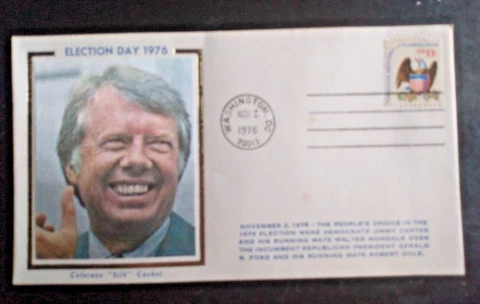 ELECTION DAY 1976
13c
WASHINGTON, DC
NOV 2
1976
20013
NOVEMBER 2, 1976 - THE PEOPLE'S CHOICE IN THE
1976 ELECTION WERE DEMOCRATS JIMMY CARTER
AND HIS RUNNING MATE WALTER MONDALE OVER
THE INCUMBENT REPUBLICAN PRESIDENT GERALD
R. FORD AND HIS RUNNING MATE ROBERT DOLE.
Colorano "Silk" Cachet